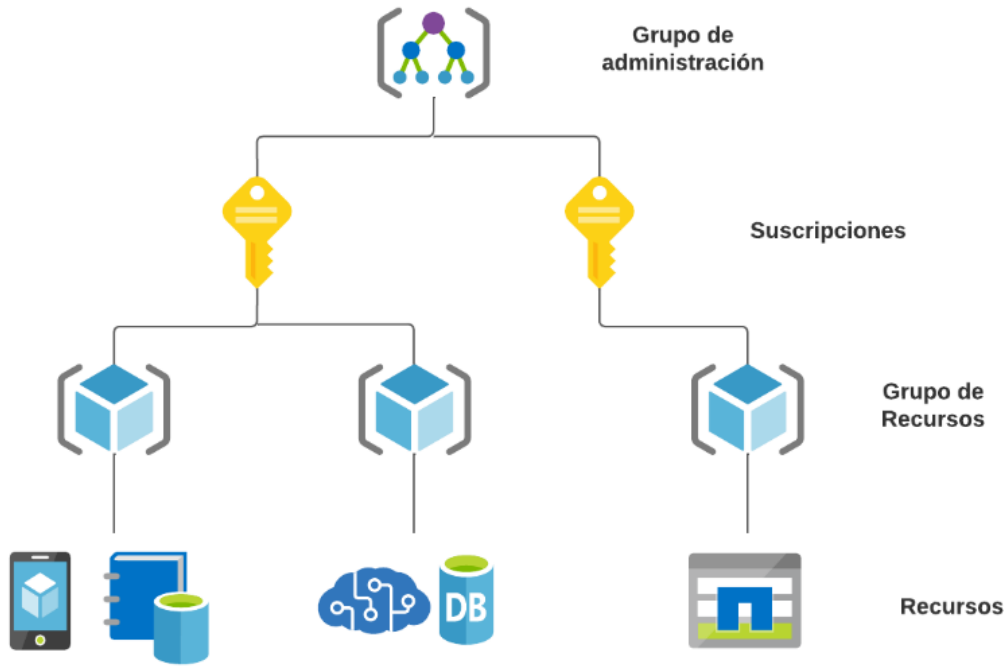 Grupo de
administración
Suscripciones
Grupo de
Recursos
DB
Recursos